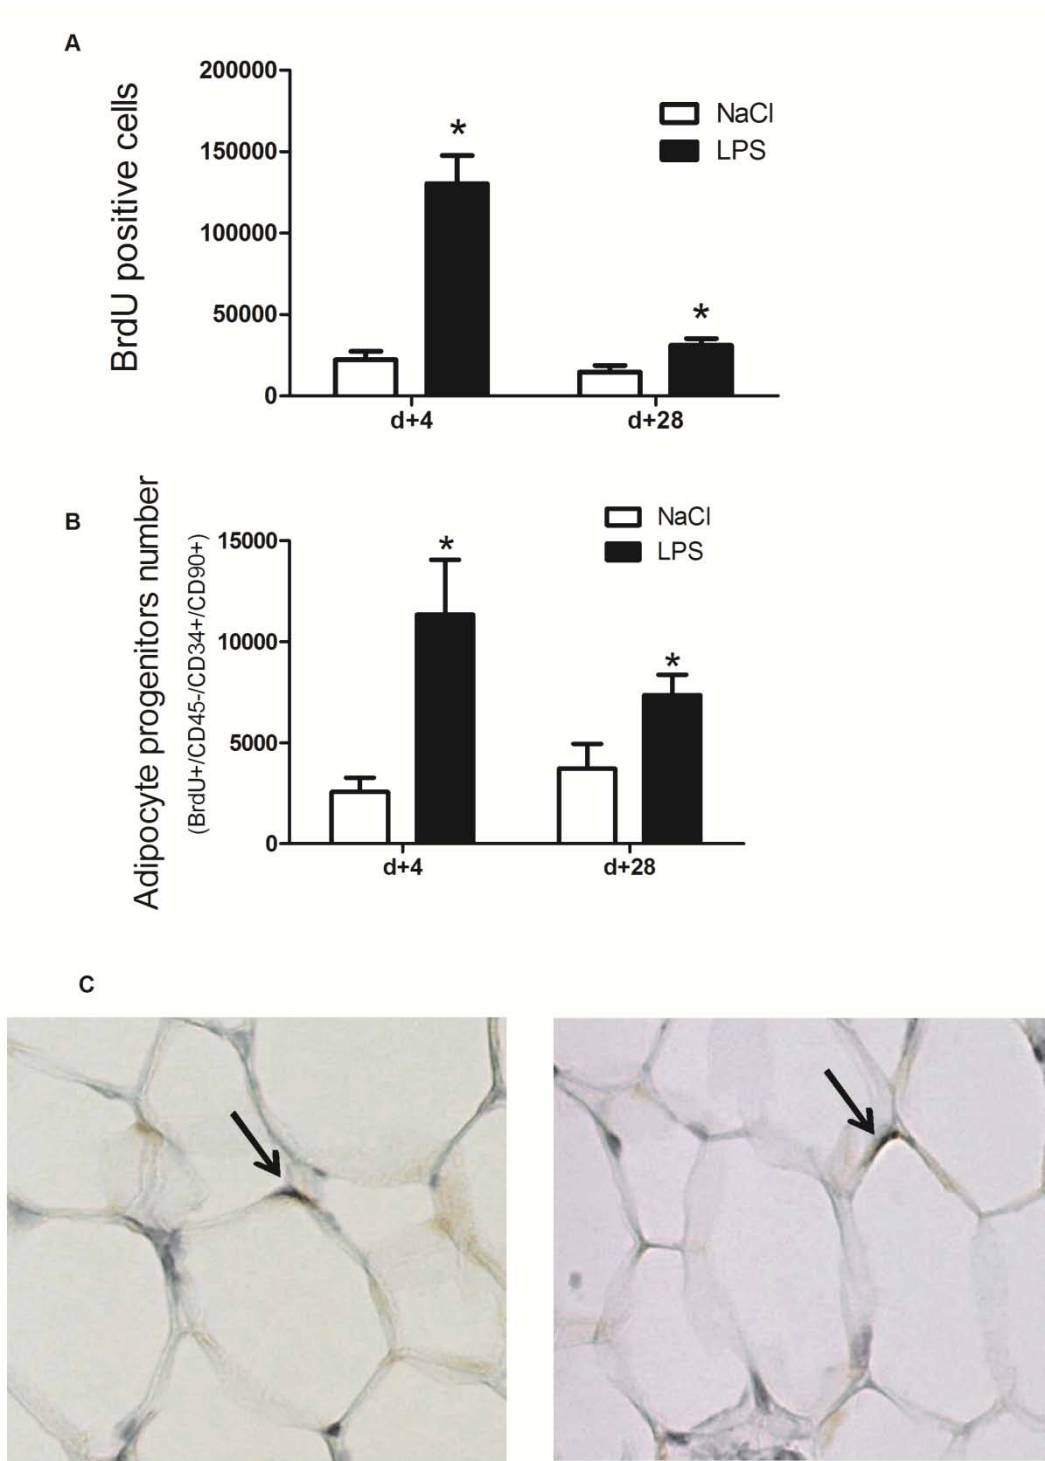 A
BrdU positive cells
200000
150000
100000
50000
0
*
*
NaCl
LPS
d+4
d+28
B
Adipocyte progenitors number
(BrdU+/CD45-/CD34+/CD90+)
15000
10000
5000
0
*
*
NaCl
LPS
d+4
d+28
C